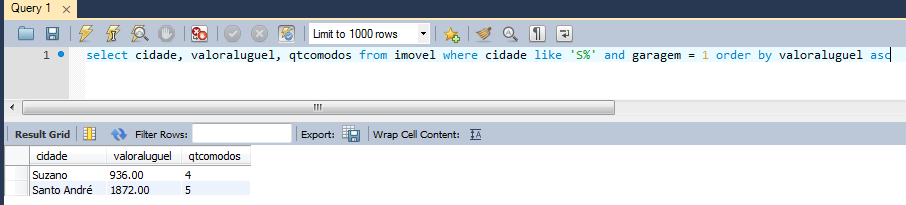 Query 1
Limit to 1000 rows
1 select cidade, valoraluguel, qtcomodos from imovel where cidade like 'S%' and garagem = 1 order by valoraluguel asc
Result Grid Filter Rows: Export: Wrap Cell Content:
cidade valoraluguel qtcomodos
Suzano 936.00 4
Santo André 1872.00 5